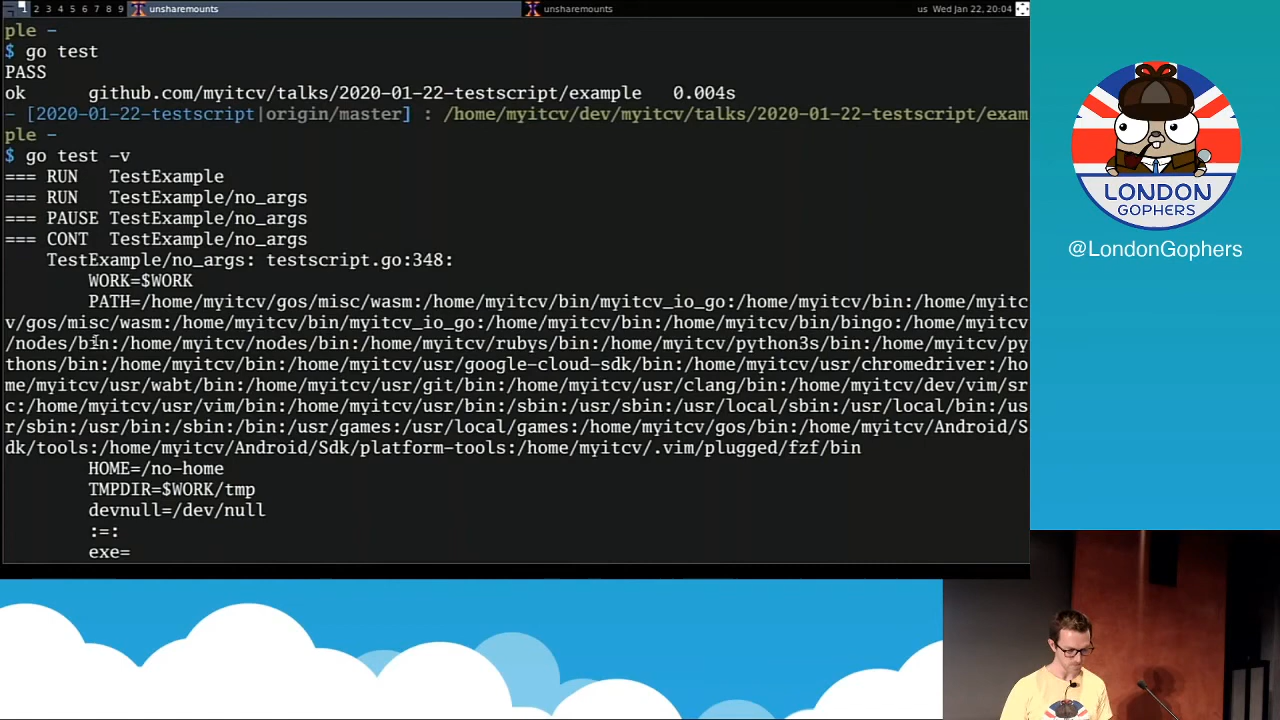 1 2 3 4 5 6 7 8 9 unsharemounts unsharemounts us Wed Jan 22, 20:04
ple -
$ go test
PASS
ok github.com/myitcv/talks/2020-01-22-testscript/example 0.004s
- [2020-01-22-testscript|origin/master] : /home/myitcv/dev/myitcv/talks/2020-01-22-testscript/exam
ple -
$ go test -v
=== RUN TestExample
=== RUN TestExample/no_args
=== PAUSE TestExample/no_args
=== CONT TestExample/no_args
TestExample/no_args: testscript.go:348:
WORK=$WORK
PATH=/home/myitcv/gos/misc/wasm:/home/myitcv/bin/myitcv_io_go:/home/myitcv/bin:/home/myitc
v/gos/misc/wasm:/home/myitcv/bin/myitcv_io_go:/home/myitcv/bin:/home/myitcv/bin/bingo:/home/myitcv
/nodes/bin:/home/myitcv/nodes/bin:/home/myitcv/rubys/bin:/home/myitcv/python3s/bin:/home/myitcv/py
thons/bin:/home/myitcv/bin:/home/myitcv/usr/google-cloud-sdk/bin:/home/myitcv/usr/chromedriver:/ho
me/myitcv/usr/wabt/bin:/home/myitcv/usr/git/bin:/home/myitcv/usr/clang/bin:/home/myitcv/dev/vim/sr
c:/home/myitcv/usr/vim/bin:/home/myitcv/usr/bin:/sbin:/usr/sbin:/usr/local/sbin:/usr/local/bin:/us
r/sbin:/usr/bin:/sbin:/bin:/usr/games:/usr/local/games:/home/myitcv/gos/bin:/home/myitcv/Android/S
dk/tools:/home/myitcv/Android/Sdk/platform-tools:/home/myitcv/.vim/plugged/fzf/bin
HOME=/no-home
TMPDIR=$WORK/tmp
devnull=/dev/null
:=:
exe=
LONDON
GOPHERS
@LondonGophers